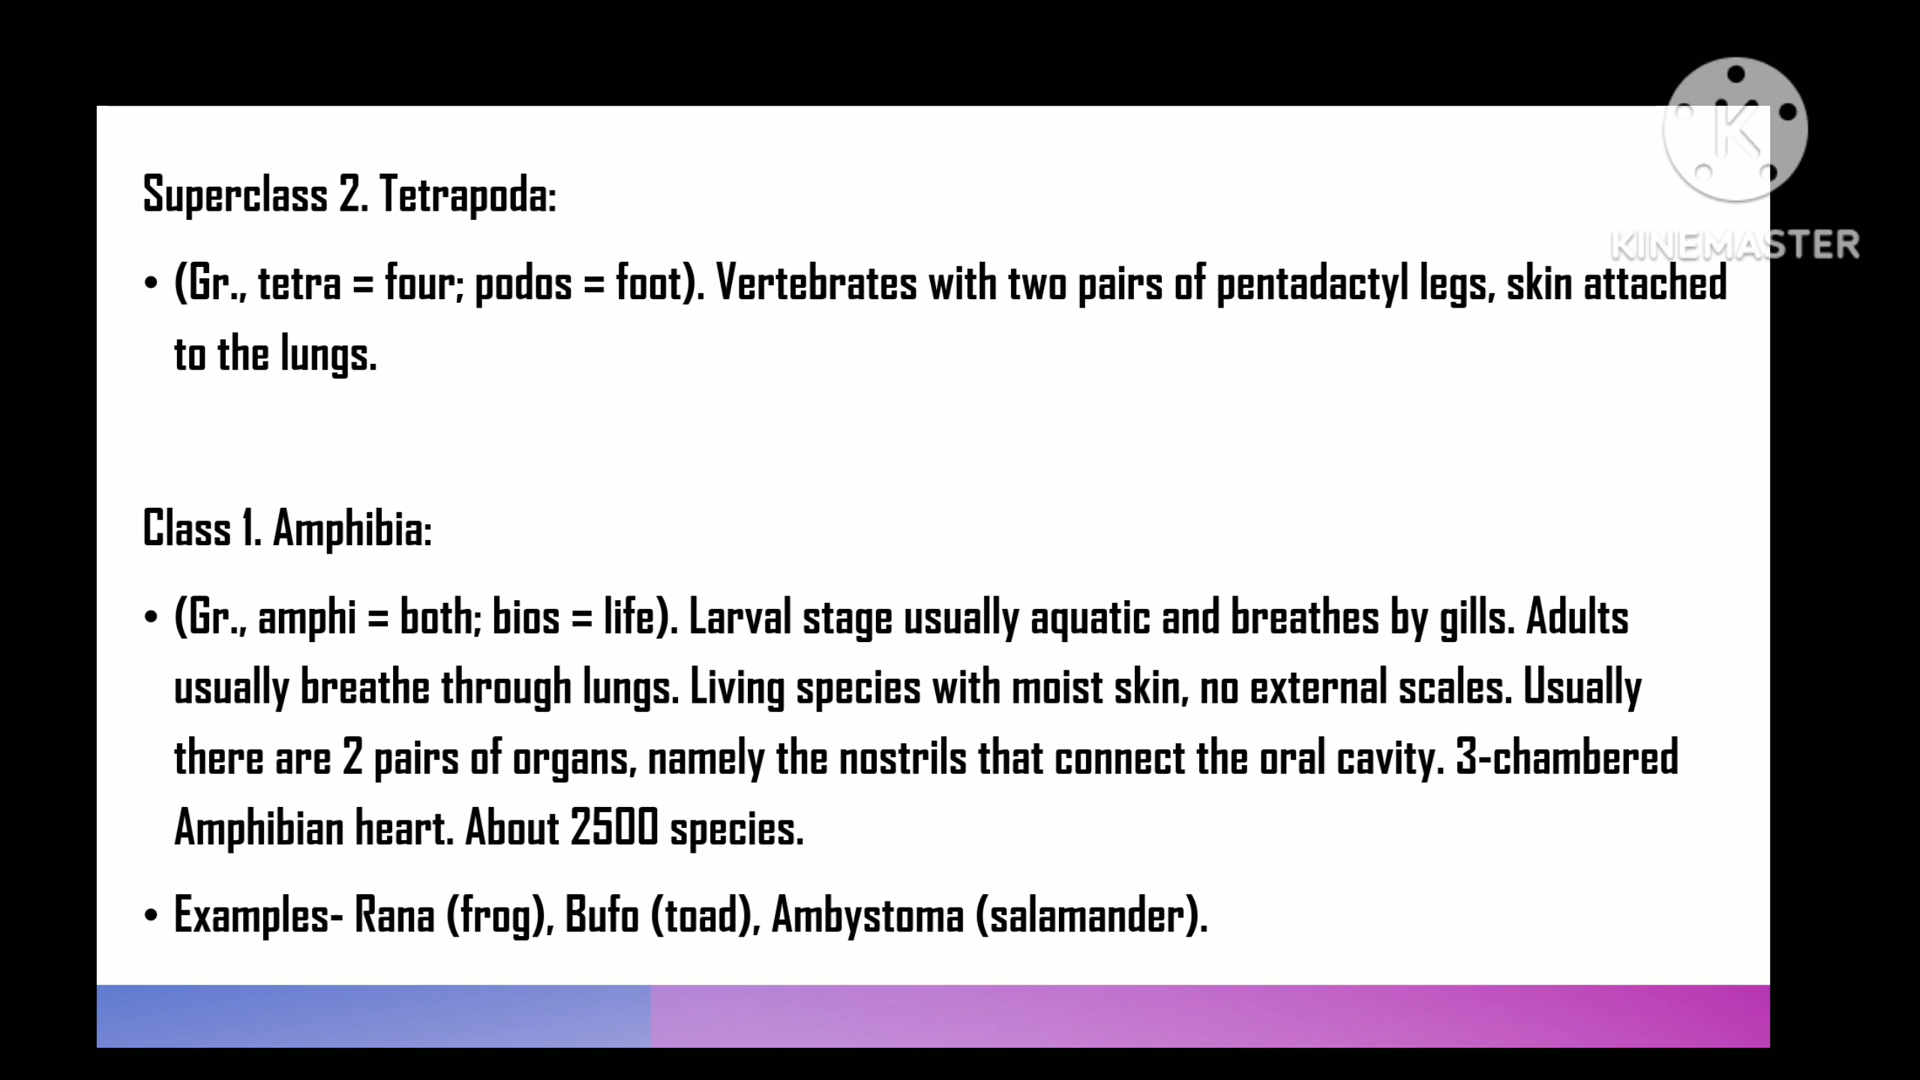 K
KINEMASTER
Superclass 2. Tetrapoda:
• (Gr., tetra = four; podos = foot). Vertebrates with two pairs of pentadactyl legs, skin attached
to the lungs.
Class 1. Amphibia:
• (Gr., amphi = both; bios = life). Larval stage usually aquatic and breathes by gills. Adults
usually breathe through lungs. Living species with moist skin, no external scales. Usually
there are 2 pairs of organs, namely the nostrils that connect the oral cavity. 3-chambered
Amphibian heart. About 2500 species.
• Examples- Rana (frog), Bufo (toad), Ambystoma (salamander).